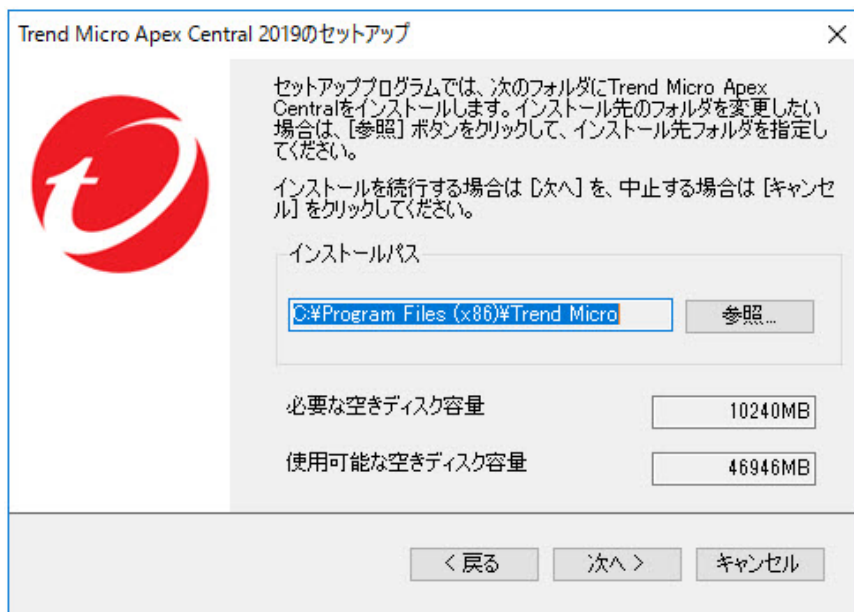 Trend Micro Apex Central 2019のセットアップ
セットアッププログラムでは、次のフォルダにTrend Micro Apex
Centralをインストールします。インストール先のフォルダを変更したい
場合は、[参照] ボタンをクリックして、インストール先フォルダを指定し
てください。
インストールを続行する場合は [次へ] を、中止する場合は [キャンセ
ル] をクリックしてください。
インストールパス
C:¥Program Files (x86)¥Trend Micro
参照...
必要な空きディスク容量
10240MB
使用可能な空きディスク容量
46946MB
< 戻る
次へ >
キャンセル